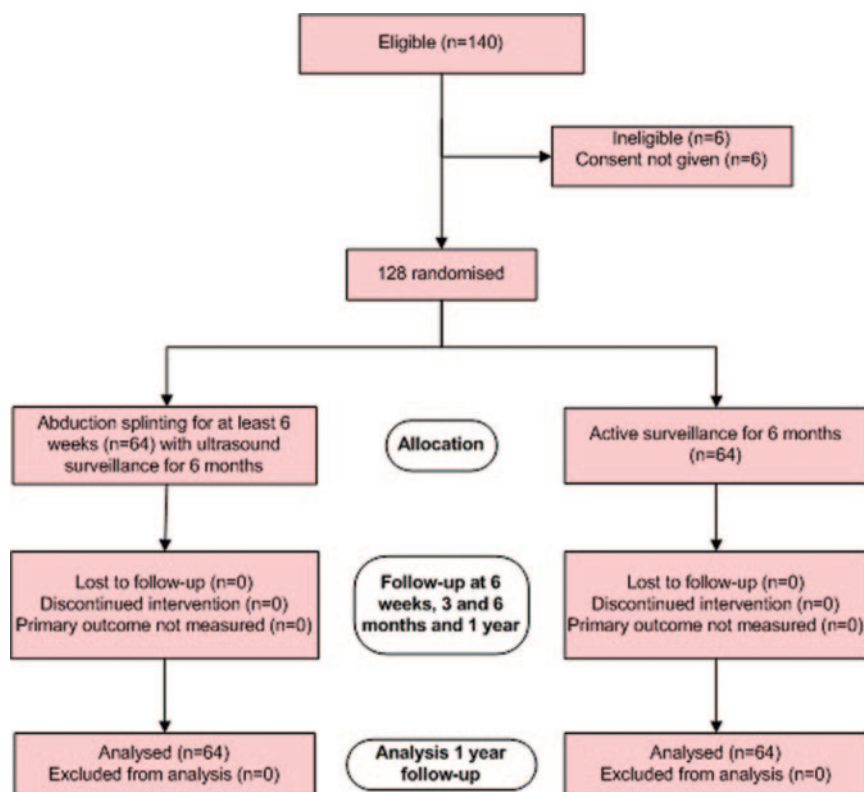 Eligible (n=140)
Ineligible (n=6)
Consent not given (n=6)
128 randomised
Abduction splinting for at least 6
weeks (n=64) with ultrasound
surveillance for 6 months
Allocation
Active surveillance for 6 months
(n=64)
Lost to follow-up (n=0)
Discontinued intervention (n=0)
Primary outcome not measured (n=0)
Follow-up at 6
weeks, 3 and 6
months and 1 year
Lost to follow-up (n=0)
Discontinued intervention (n=0)
Primary outcome not measured (n=0)
Analysed (n=64)
Excluded from analysis (n=0)
Analysis 1 year
follow-up
Analysed (n=64)
Excluded from analysis (n=0)